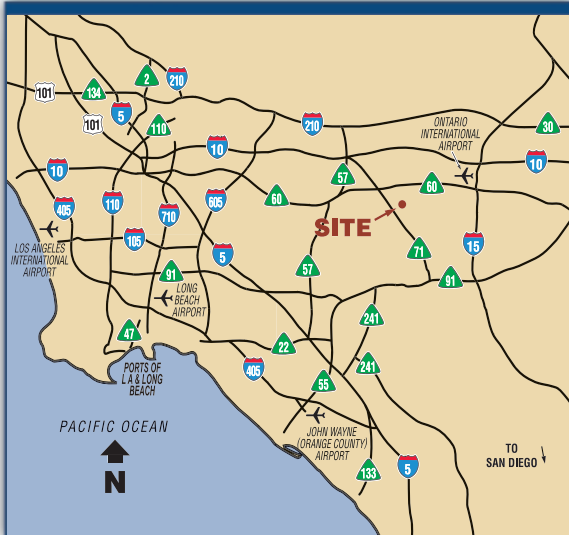 2
210
101
134
5
101
110
210
30
ONTARIO
INTERNATIONAL
AIRPORT
10
10
10
57
60
60
605
405
110
710
SITE
LOS ANGELES
INTERNATIONAL
AIRPORT
105
5
71
15
91
57
91
LONG
BEACH
AIRPORT
241
47
22
PORTS OF
LA & LONG
BEACH
405
241
55
PACIFIC OCEAN
JOHN WAYNE
(ORANGE COUNTY)
AIRPORT
N
TO
SAN DIEGO
133
5